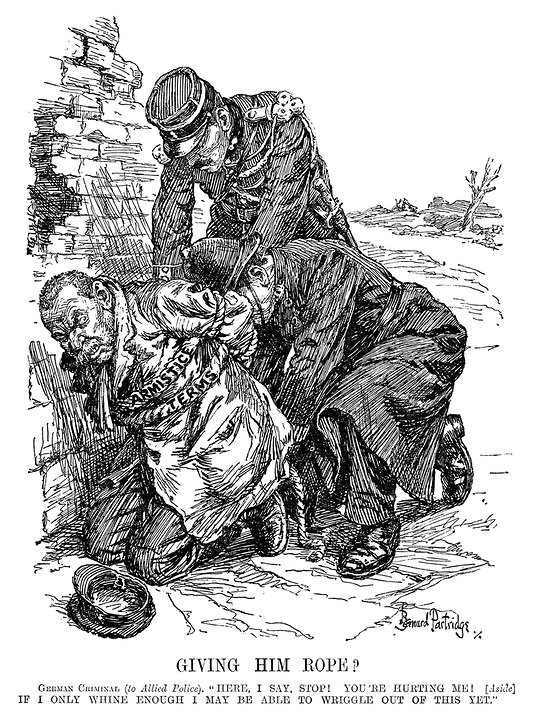 ARMISTICE
TERMS
Bernard Partridge
GIVING HIM ROPE?
German Criminal (to Allied Police). "HERE, I SAY, STOP! YOU'RE HURTING ME! [Aside]
IF I ONLY WHINE ENOUGH I MAY BE ABLE TO WRIGGLE OUT OF THIS YET."